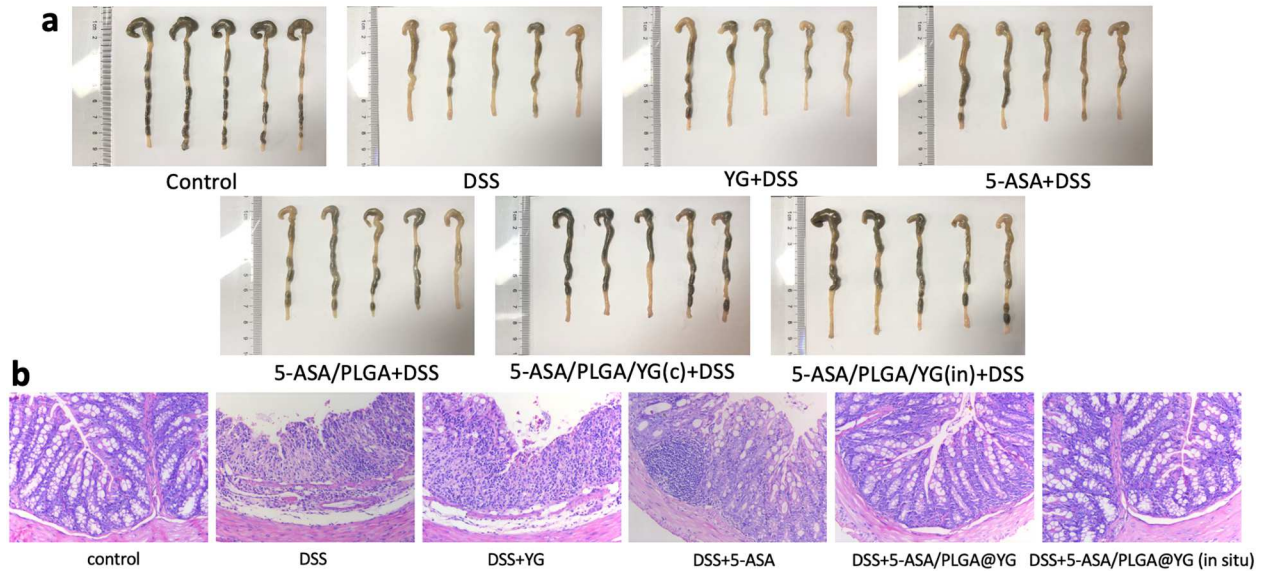 a
Control
DSS
YG+DSS
5-ASA+DSS
5-ASA/PLGA+DSS
5-ASA/PLGA/YG(c)+DSS
5-ASA/PLGA/YG(in)+DSS
b
control
DSS
DSS+YG
DSS+5-ASA
DSS+5-ASA/PLGA@YG
DSS+5-ASA/PLGA@YG (in situ)